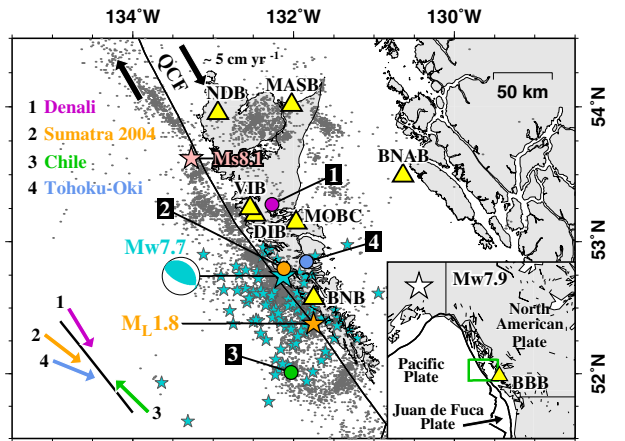 134°W
132°W
130°W
QCF
~ 5 cm yr -1
50 km
NDB
MASB
54°N
1 Denali
2 Sumatra 2004
3 Chile
4 Tohoku-Oki
Ms8.1
BNAB
VIB
1
2
MOBC
DIB
4
53°N
Mw7.7
BNB
ML1.8
3
52°N
1
2
4
3
Mw7.9
North
American
Plate
Pacific
Plate
BBB
Juan de Fuca
Plate